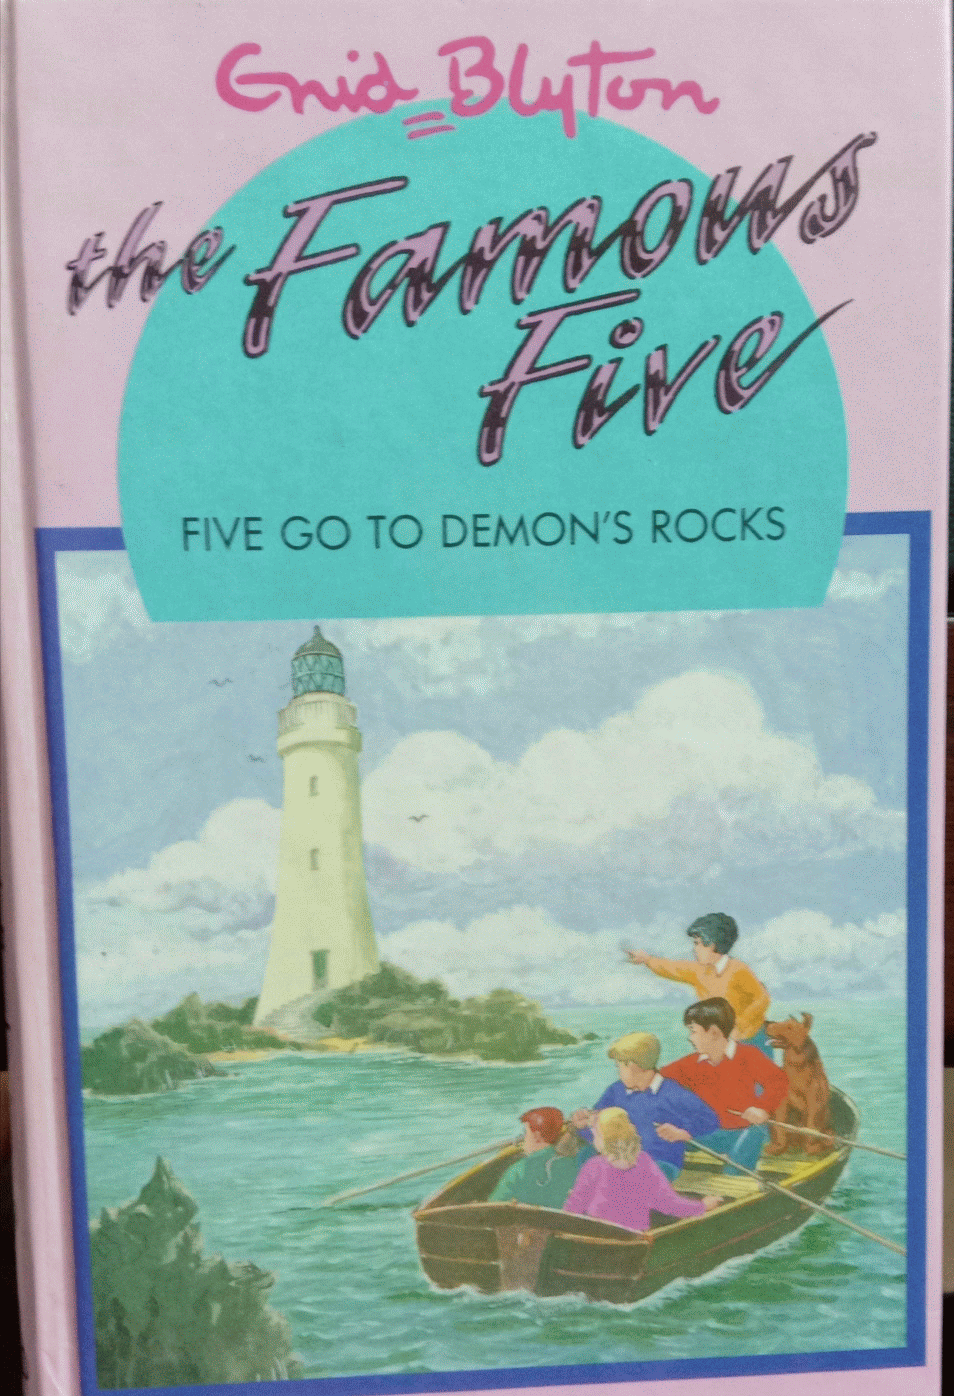 Enid Blyton
the Famous
Five
FIVE GO TO DEMON'S ROCKS